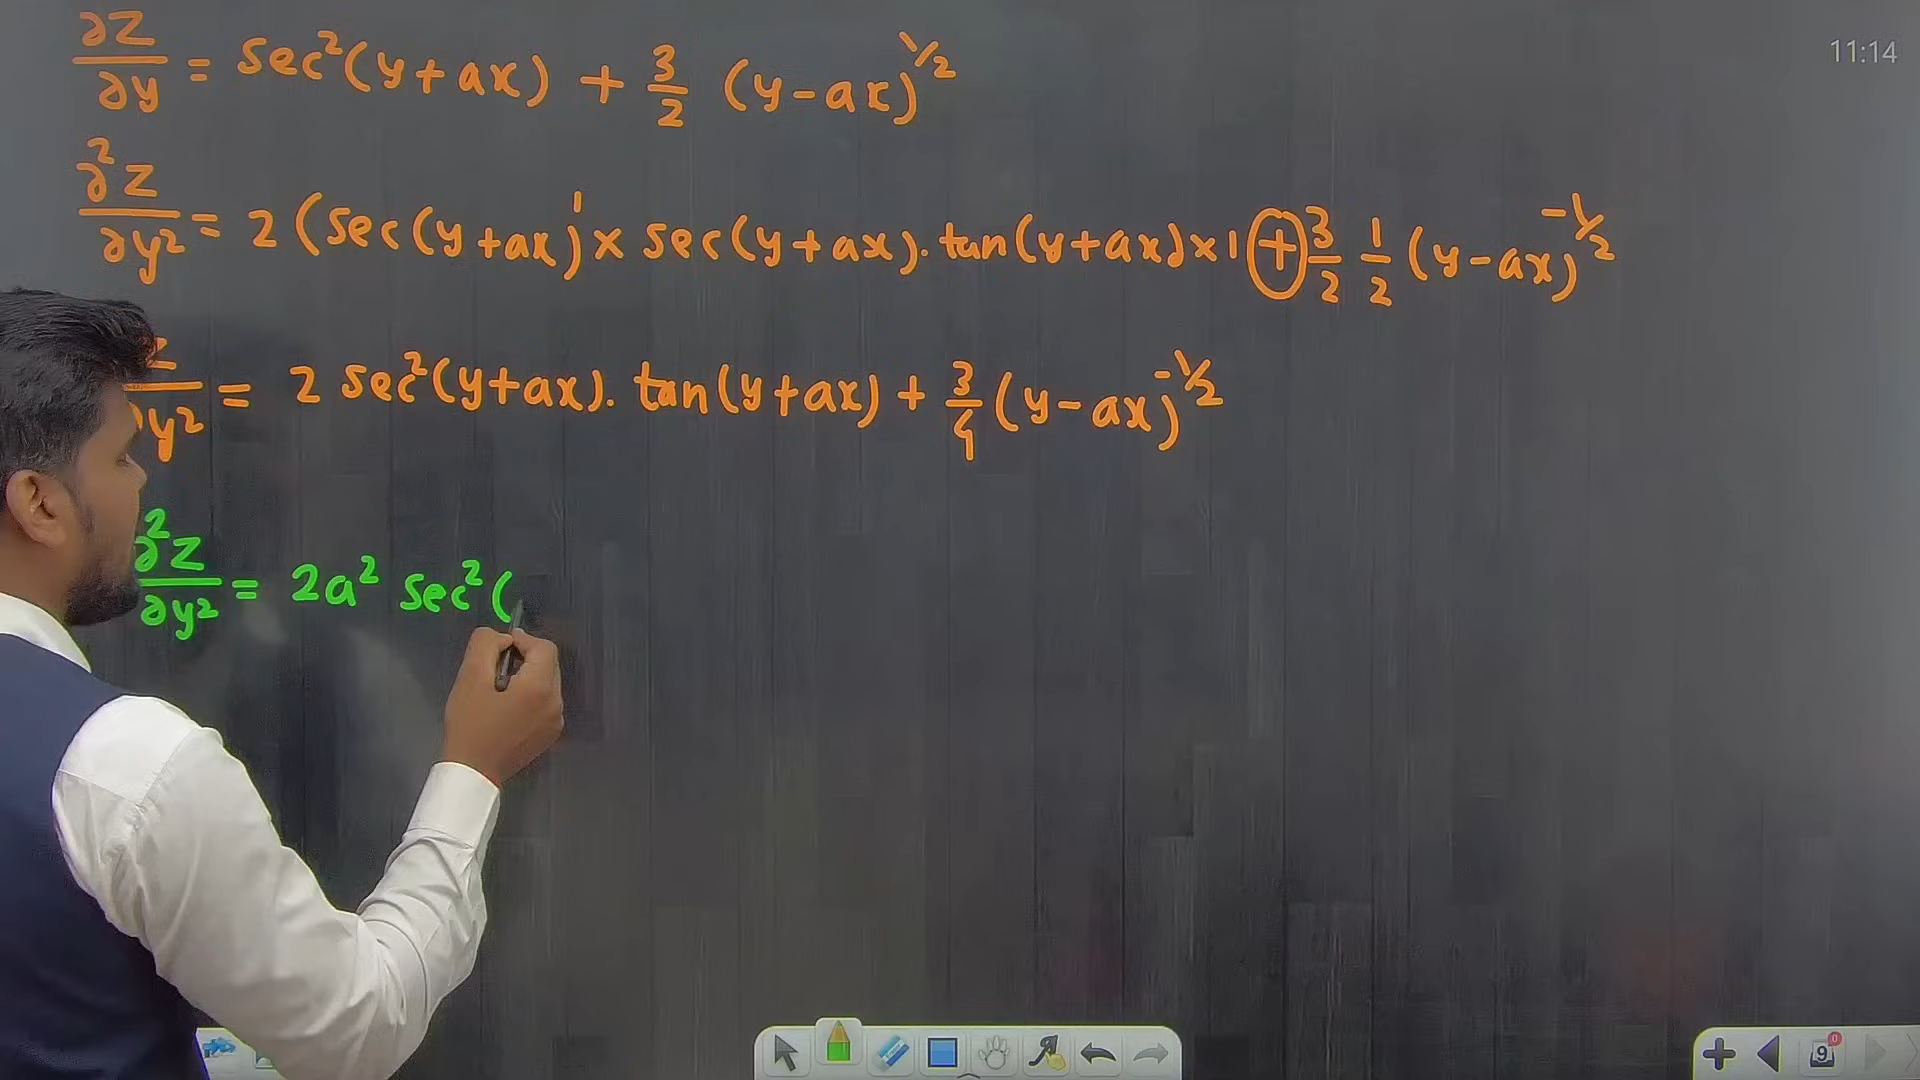 11:14
∂z/∂y = sec²(y+ax) + 3/2 (y-ax)^1/2
∂²z/∂y² = 2 (sec(y+ax)^1 × sec(y+ax). tan(y+ax) × 1 + 3/2 1/2 (y-ax)^-1/2
z/y² = 2 sec²(y+ax). tan(y+ax) + 3/4 (y-ax)^-1/2
∂²z/∂y² = 2a² sec² (
9
0